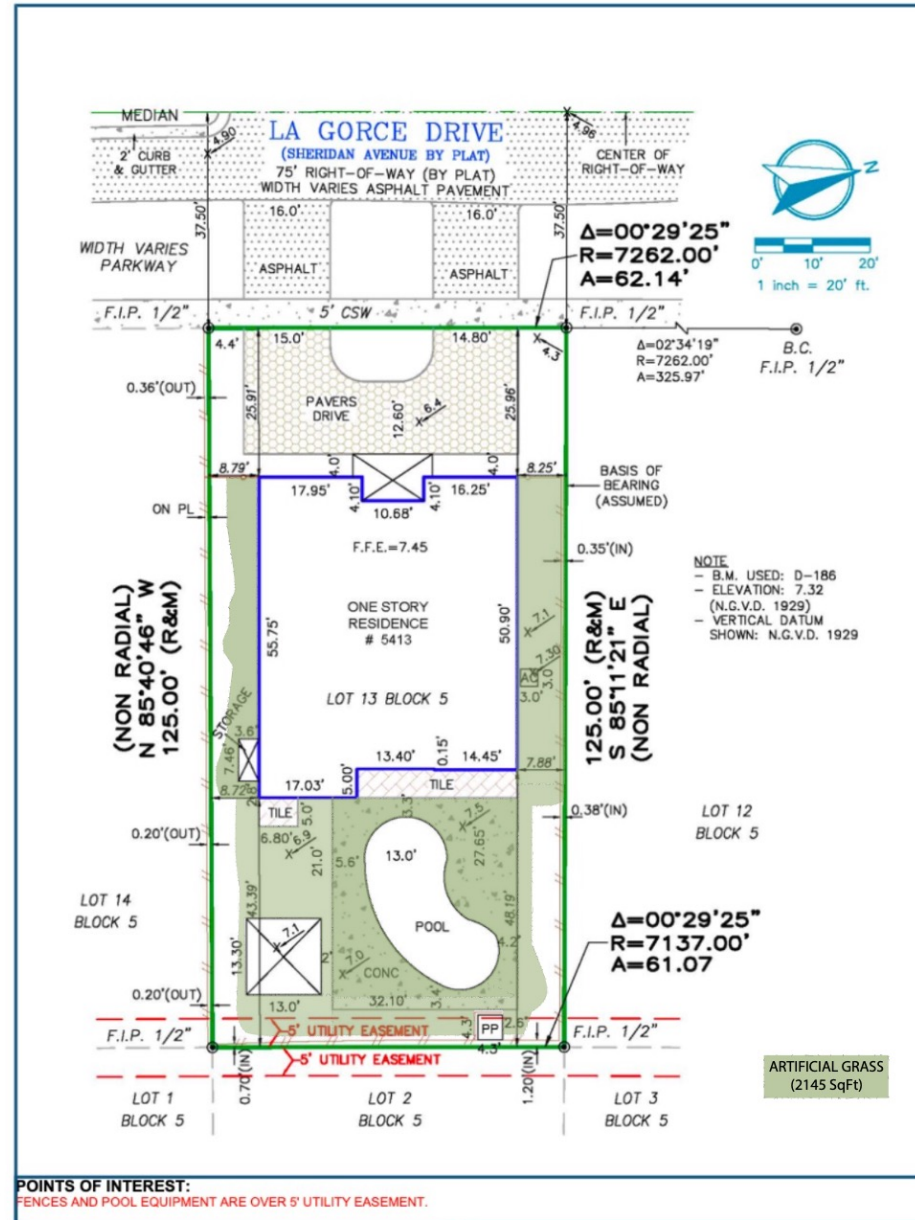 MEDIAN
4.90
2' CURB
& GUTTER
LA GORCE DRIVE
(SHERIDAN AVENUE BY PLAT)
75' RIGHT-OF-WAY (BY PLAT)
WIDTH VARIES ASPHALT PAVEMENT
4.96
CENTER OF
RIGHT-OF-WAY
Z
0' 10' 20'
1 inch = 20' ft.
37.50'
16.0'
16.0'
37.50'
WIDTH VARIES
PARKWAY
ASPHALT
ASPHALT
Δ=00°29'25"
R=7262.00'
A=62.14'
F.I.P. 1/2"
5' CSW
F.I.P. 1/2"
4.4'
15.0'
14.80'
4.3
Δ=02°34'19"
R=7262.00'
A=325.97'
B.C.
F.I.P. 1/2"
0.36'(OUT)
25.91'
PAVERS
DRIVE
12.60'
6.4
25.96'
8.79'
4.0'
4.0'
8.25'
BASIS OF
BEARING
(ASSUMED)
17.95'
4.10'
10.68'
4.10'
16.25'
ON PL
F.F.E.=7.45
0.35'(IN)
NOTE
- B.M. USED: D-186
- ELEVATION: 7.32
(N.G.V.D. 1929)
- VERTICAL DATUM
SHOWN: N.G.V.D. 1929
(NON RADIAL)
N 85°40'46" W
125.00' (R&M)
55.75'
ONE STORY
RESIDENCE
# 5413
50.90'
7.1
7.30
AC
3.0'
3.0'
125.00' (R&M)
S 85°11'21" E
(NON RADIAL)
LOT 13 BLOCK 5
STORAGE
3.6'
7.46'
13.40'
0.15'
14.45'
8.72'
17.03'
5.00'
TILE
7.88'
TILE
5.0'
3.3'
7.5
0.38'(IN)
LOT 12
BLOCK 5
6.80'
6.9
21.0'
5.6'
13.0'
27.65'
0.20'(OUT)
43.39'
48.19'
LOT 14
BLOCK 5
POOL
7.1
4.2'
13.30'
2'
7.0
CONC
Δ=00°29'25"
R=7137.00'
A=61.07
0.20'(OUT)
13.0'
32.10'
3.4'
F.I.P. 1/2"
5' UTILITY EASEMENT
4.3'
PP
2.6'
4.3'
F.I.P. 1/2"
5' UTILITY EASEMENT
0.70'(IN)
1.20'(IN)
LOT 1
BLOCK 5
LOT 2
BLOCK 5
LOT 3
BLOCK 5
ARTIFICIAL GRASS
(2145 SqFt)
POINTS OF INTEREST:
FENCES AND POOL EQUIPMENT ARE OVER 5' UTILITY EASEMENT.